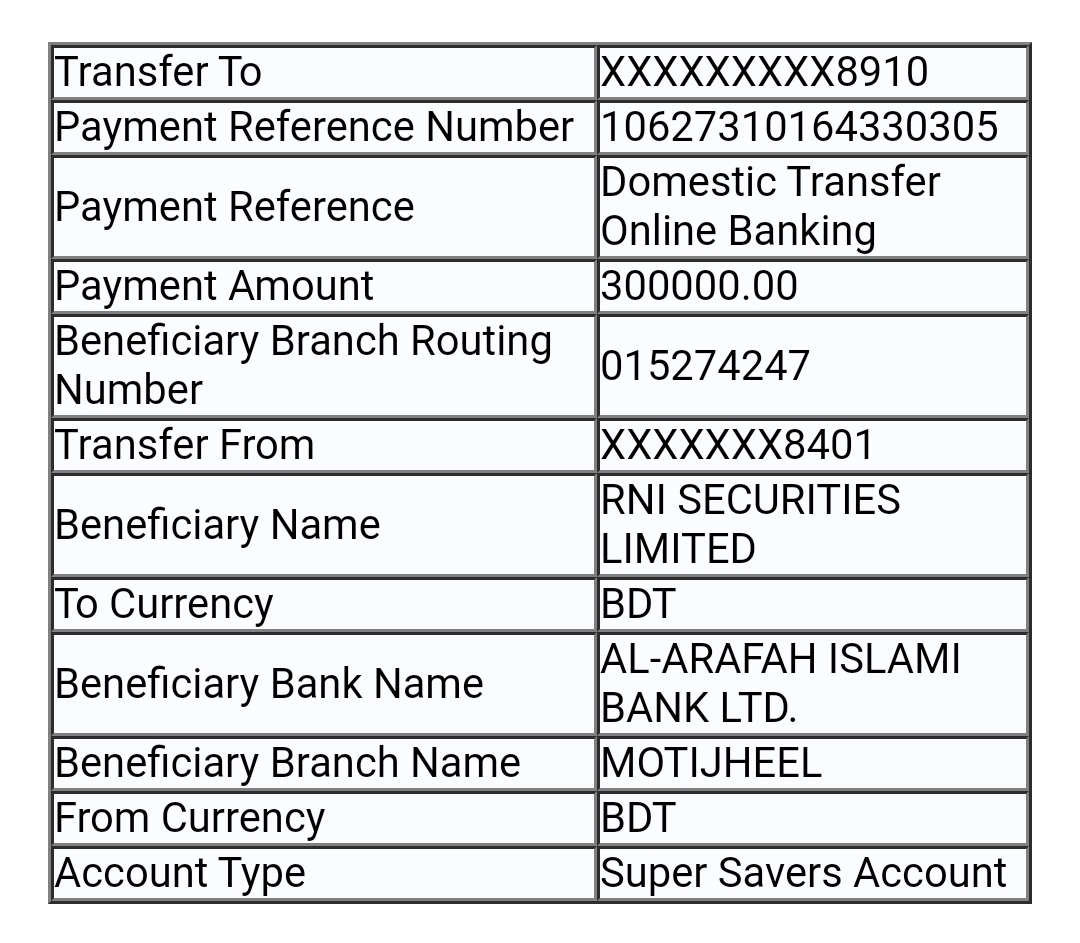 Transfer To XXXXXXXXX8910
Payment Reference Number 10627310164330305
Payment Reference Domestic Transfer
Online Banking
Payment Amount 300000.00
Beneficiary Branch Routing
Number 015274247
Transfer From XXXXXXX8401
Beneficiary Name RNI SECURITIES
LIMITED
To Currency BDT
Beneficiary Bank Name AL-ARAFAH ISLAMI
BANK LTD.
Beneficiary Branch Name MOTIJHEEL
From Currency BDT
Account Type Super Savers Account